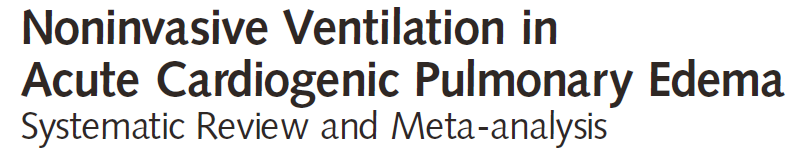 Noninvasive Ventilation in
Acute Cardiogenic Pulmonary Edema
Systematic Review and Meta-analysis